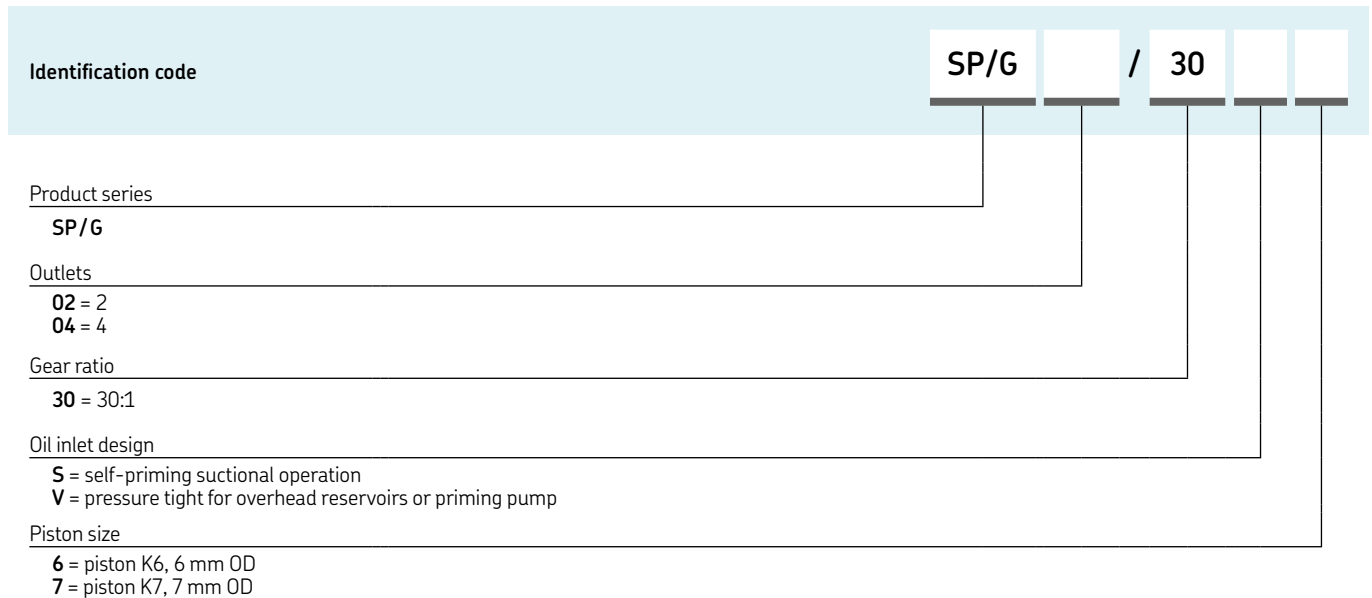 Identification code SP/G / 30
Product series
SP/G
Outlets
02 = 2
04 = 4
Gear ratio
30 = 30:1
Oil inlet design
S = self-priming suctional operation
V = pressure tight for overhead reservoirs or priming pump
Piston size
6 = piston K6, 6 mm OD
7 = piston K7, 7 mm OD